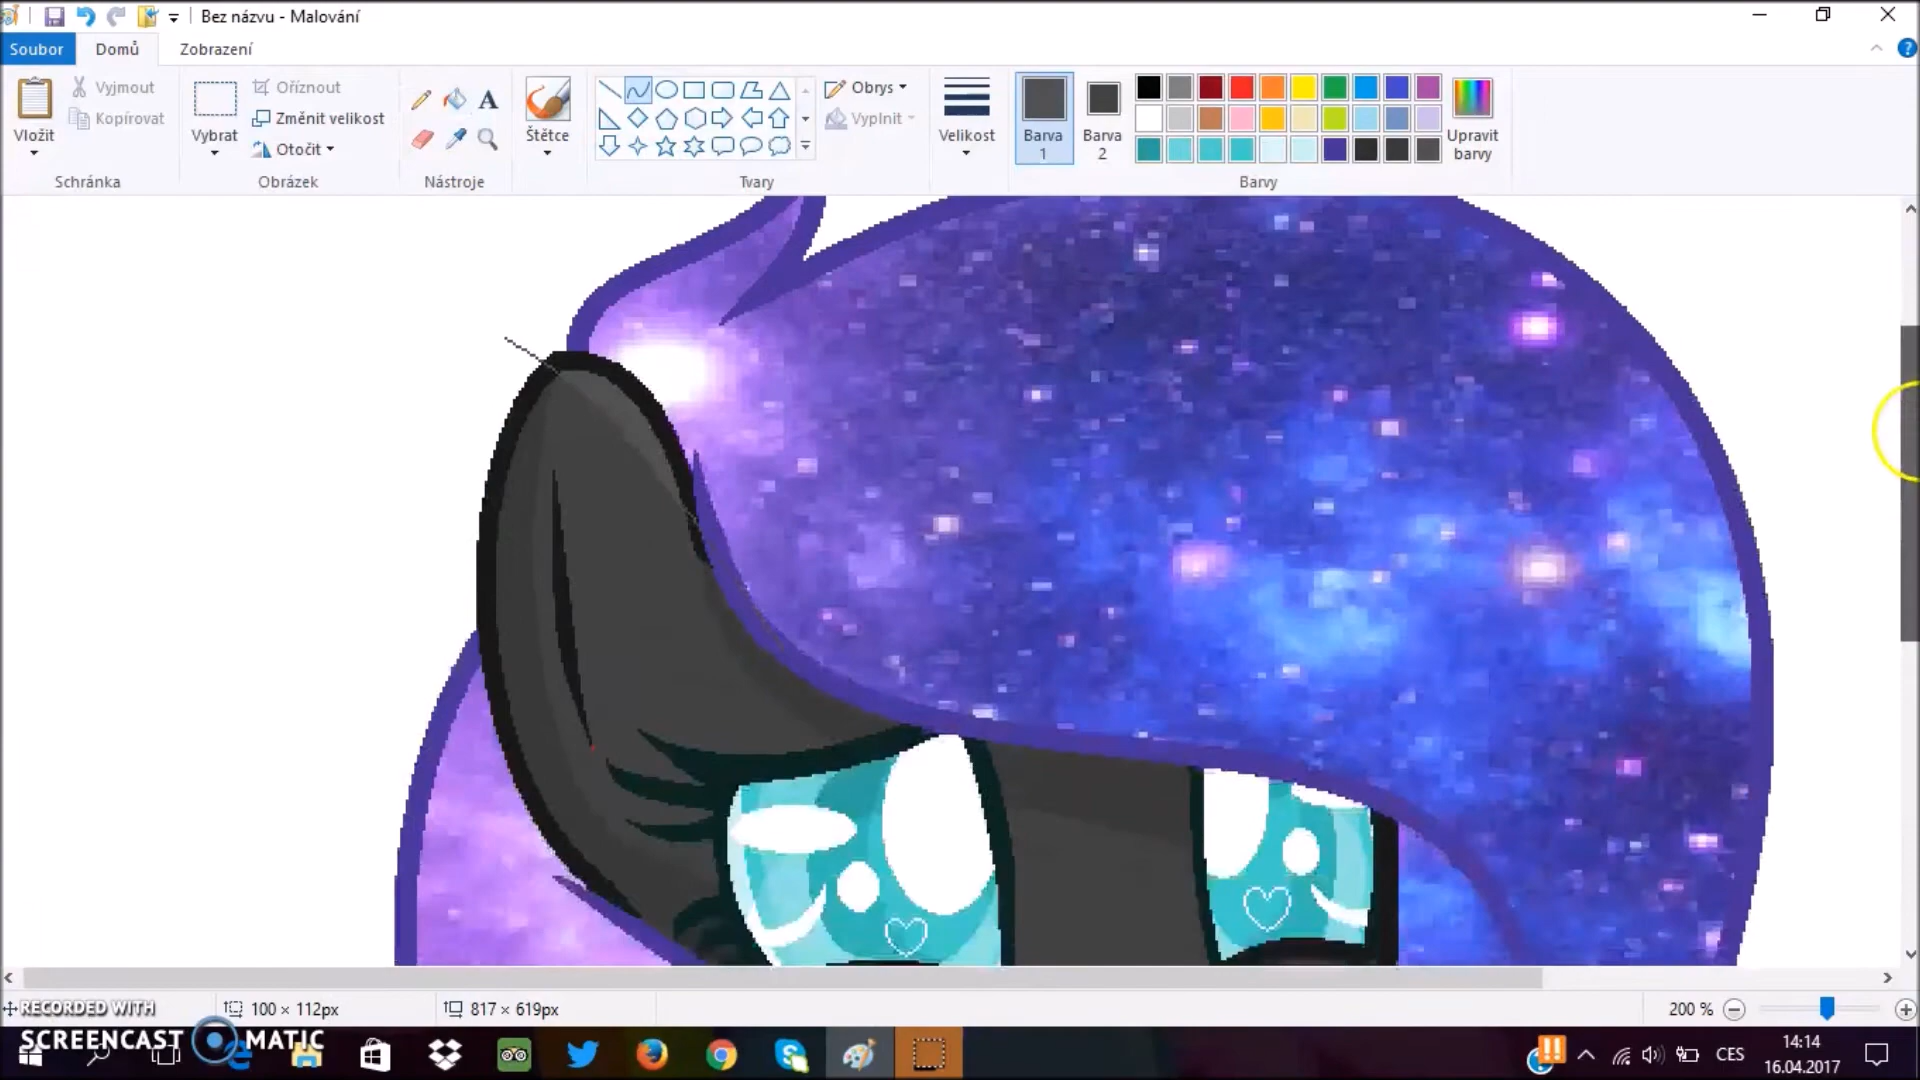 Bez názvu - Malování
Soubor
Domů
Zobrazení
Vložit
Vyjmout
Kopírovat
Schránka
Vybrat
Oříznout
Změnit velikost
Otočit
Obrázek
A
Nástroje
Štětce
Tvary
Obrys
Vyplnit
Velikost
Barva 1
Barva 2
Upravit barvy
Barvy
RECORDED WITH
SCREENCAST MATIC
100 × 112px
817 × 619px
200 %
CES
14:14
16.04.2017